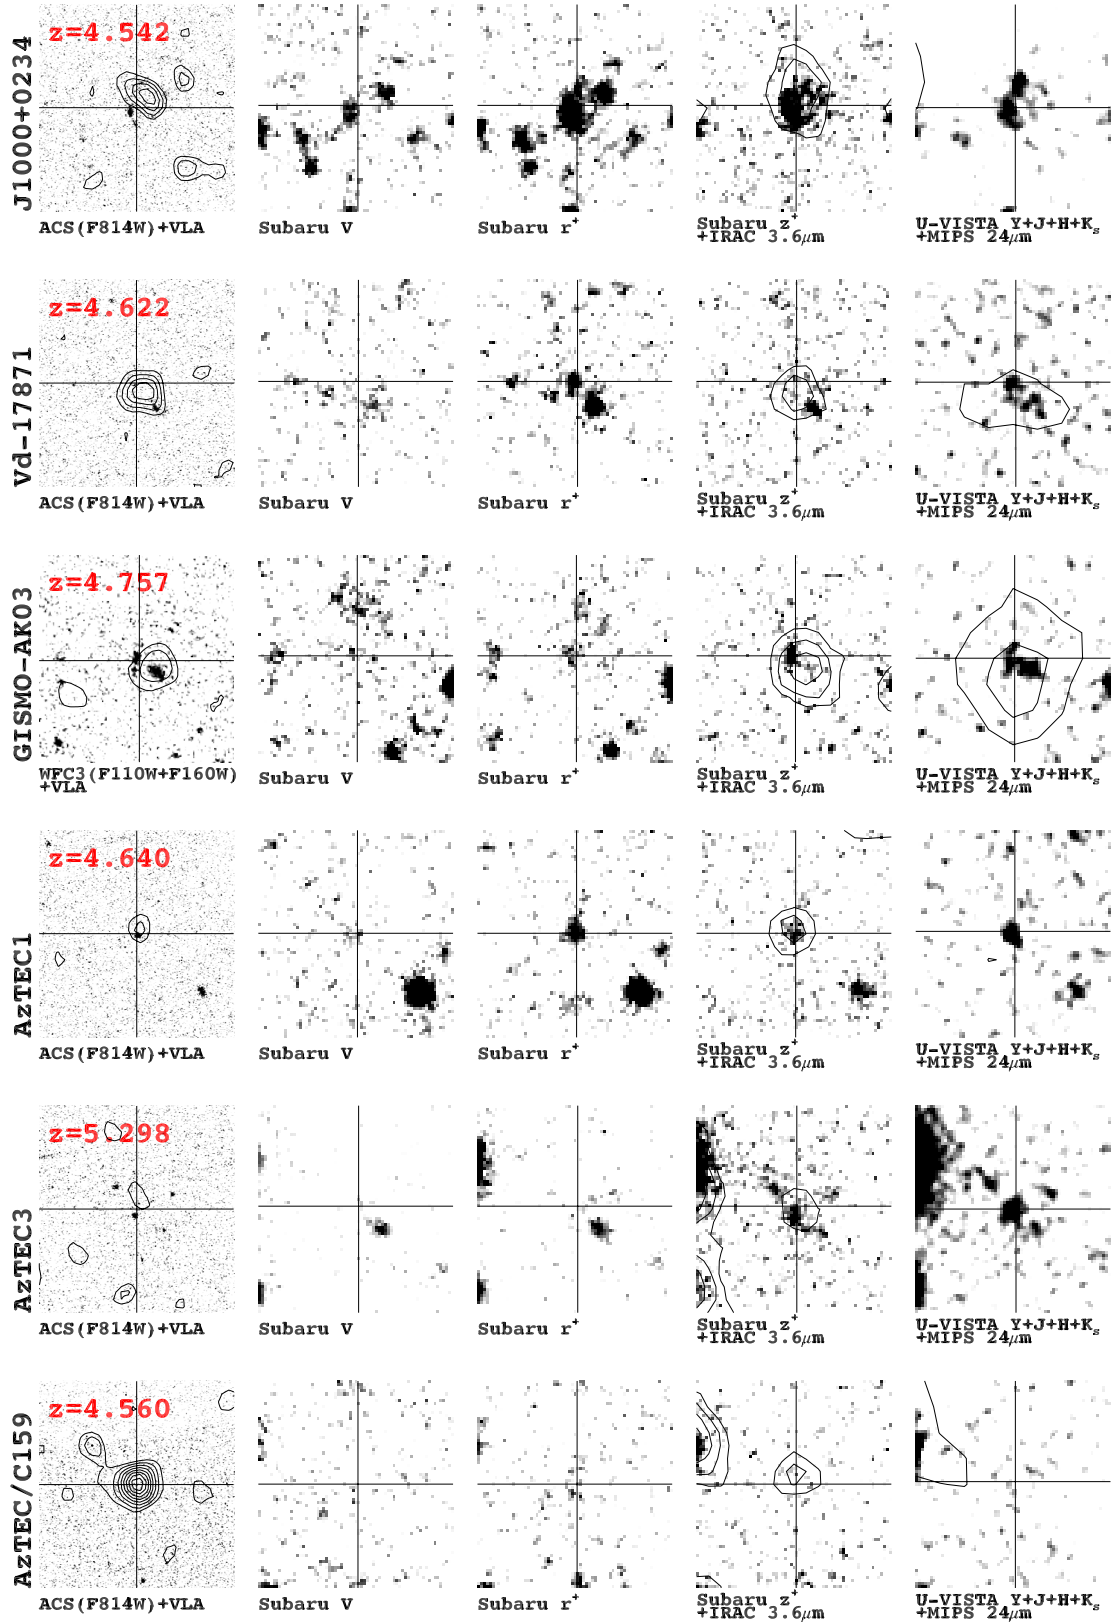 J1000+0234
z=4.542
ACS(F814W)+VLA
Subaru V
Subaru r⁺
Subaru z⁺
+IRAC 3.6μm
U-VISTA Y+J+H+Kₛ
+MIPS 24μm
Vd-17871
z=4.622
ACS(F814W)+VLA
Subaru V
Subaru r⁺
Subaru z⁺
+IRAC 3.6μm
U-VISTA Y+J+H+Kₛ
+MIPS 24μm
GISMO-AK03
z=4.757
WFC3(F110W+F160W)
+VLA
Subaru V
Subaru r⁺
Subaru z⁺
+IRAC 3.6μm
U-VISTA Y+J+H+Kₛ
+MIPS 24μm
AzTEC1
z=4.640
ACS(F814W)+VLA
Subaru V
Subaru r⁺
Subaru z⁺
+IRAC 3.6μm
U-VISTA Y+J+H+Kₛ
+MIPS 24μm
AzTEC3
z=5.298
ACS(F814W)+VLA
Subaru V
Subaru r⁺
Subaru z⁺
+IRAC 3.6μm
U-VISTA Y+J+H+Kₛ
+MIPS 24μm
AzTEC/C159
z=4.560
ACS(F814W)+VLA
Subaru V
Subaru r⁺
Subaru z⁺
+IRAC 3.6μm
U-VISTA Y+J+H+Kₛ
+MIPS 24μm